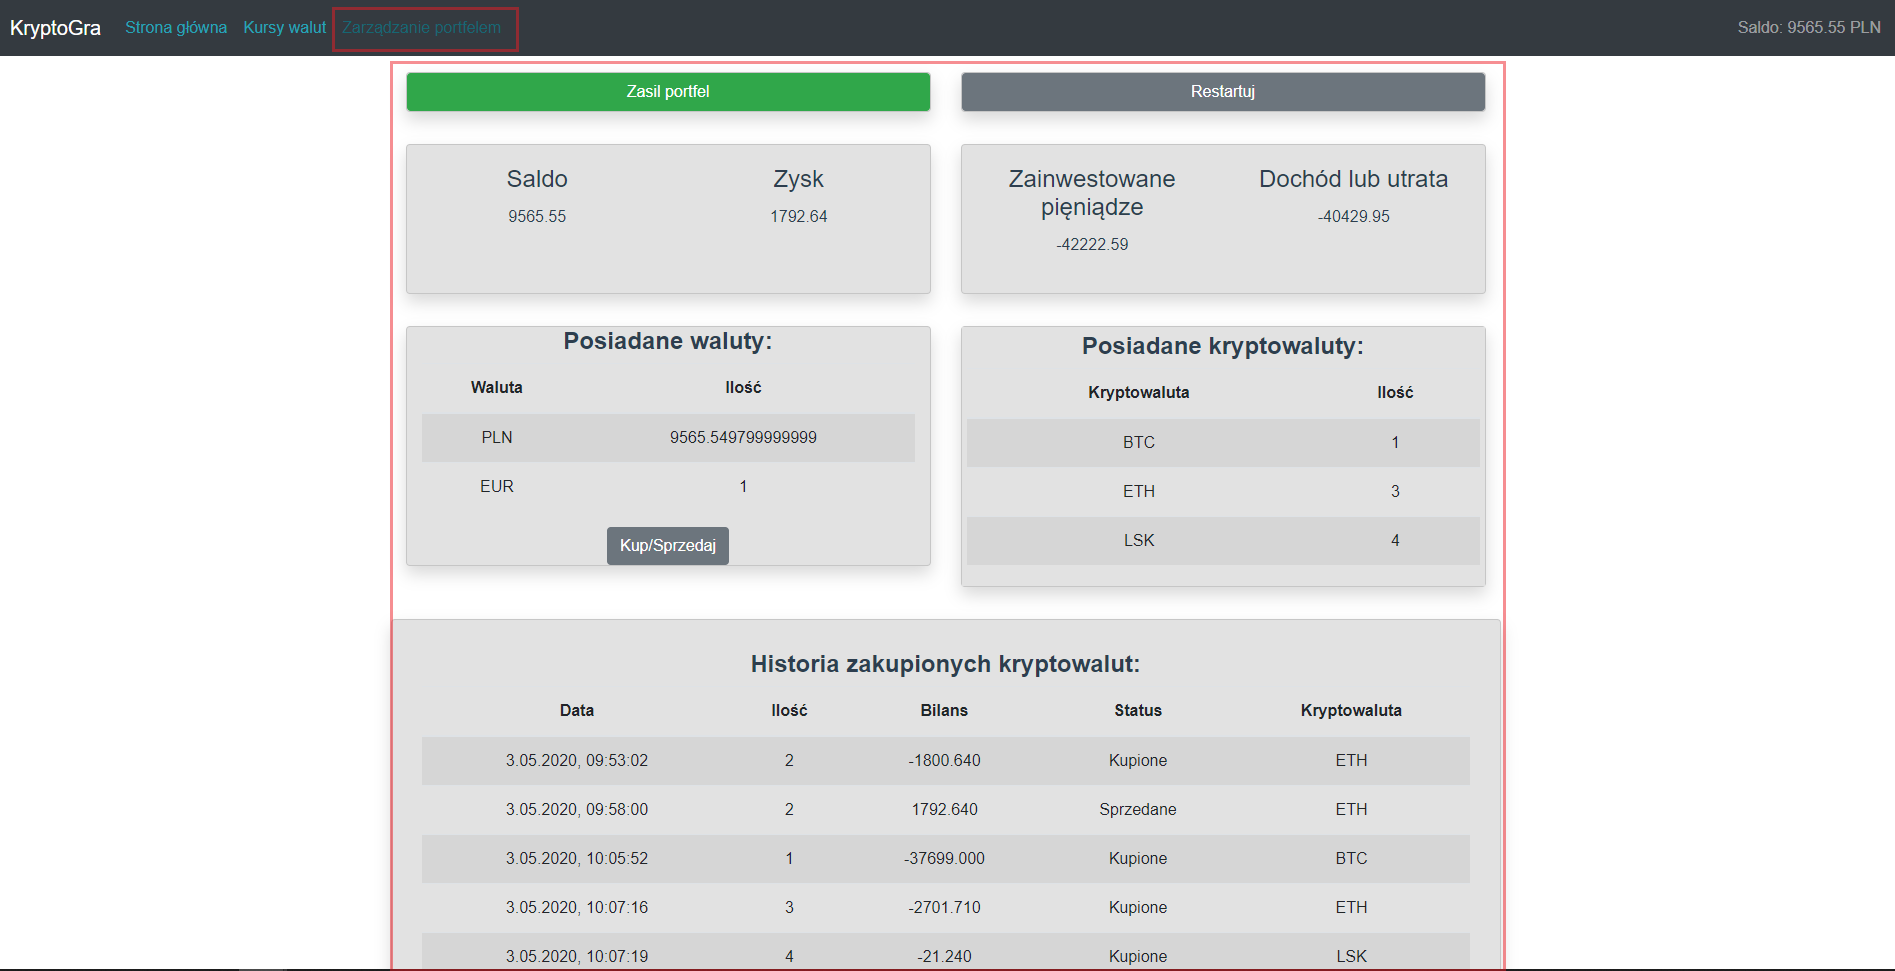 KryptoGra Strona główna Kursy walut Zarządzanie portfelem Saldo: 9565.55 PLN
Zasil portfel
Restartuj
Saldo Zysk
9565.55 1792.64
Zainwestowane pieniądze Dochód lub utrata
-42222.59 -40429.95
Posiadane waluty:
Waluta Ilość
PLN 9565.549799999999
EUR 1
Kup/Sprzedaj
Posiadane kryptowaluty:
Kryptowaluta Ilość
BTC 1
ETH 3
LSK 4
Historia zakupionych kryptowalut:
Data Ilość Bilans Status Kryptowaluta
3.05.2020, 09:53:02 2 -1800.640 Kupione ETH
3.05.2020, 09:58:00 2 1792.640 Sprzedane ETH
3.05.2020, 10:05:52 1 -37699.000 Kupione BTC
3.05.2020, 10:07:16 3 -2701.710 Kupione ETH
3.05.2020, 10:07:19 4 -21.240 Kupione LSK